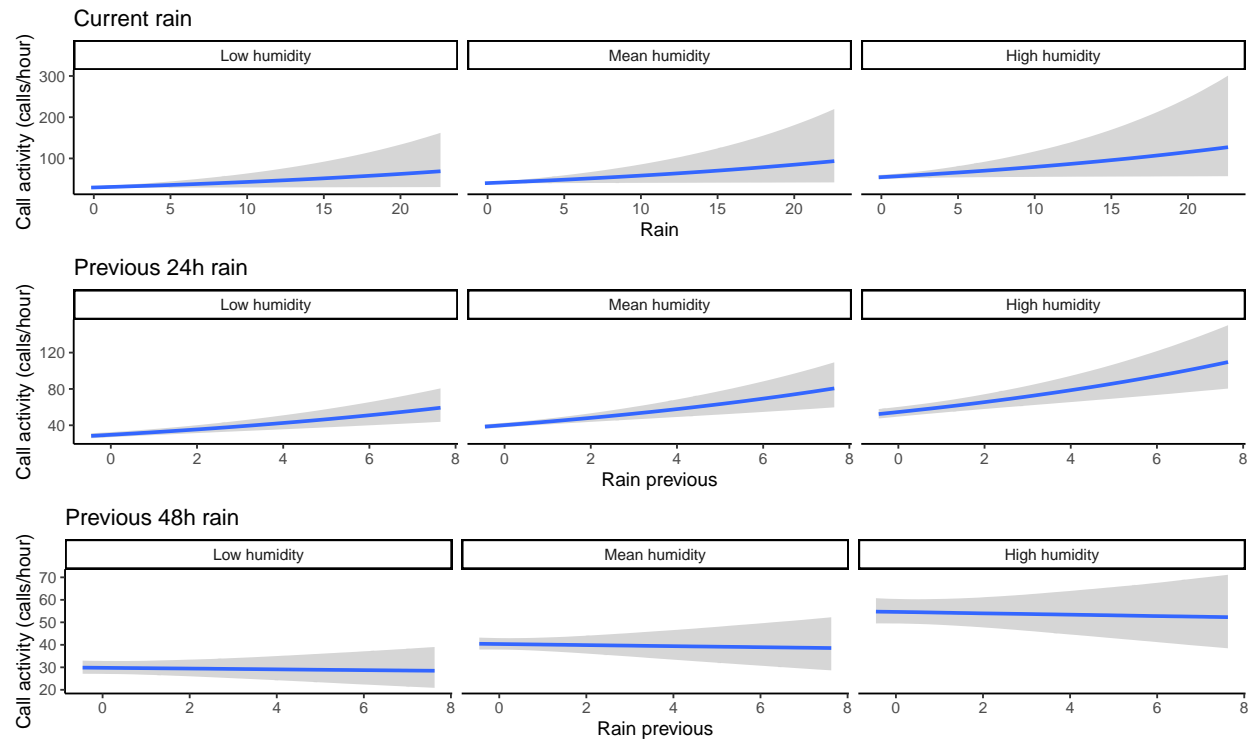 Current rain
Low humidity Mean humidity High humidity
Call activity (calls/hour)
300
200
100
0 5 10 15 20 0 5 10 15 20 0 5 10 15 20
Rain
Previous 24h rain
Low humidity Mean humidity High humidity
Call activity (calls/hour)
120
80
40
0 2 4 6 8 0 2 4 6 8 0 2 4 6 8
Rain previous
Previous 48h rain
Low humidity Mean humidity High humidity
Call activity (calls/hour)
70
60
50
40
30
20
0 2 4 6 8 0 2 4 6 8 0 2 4 6 8
Rain previous